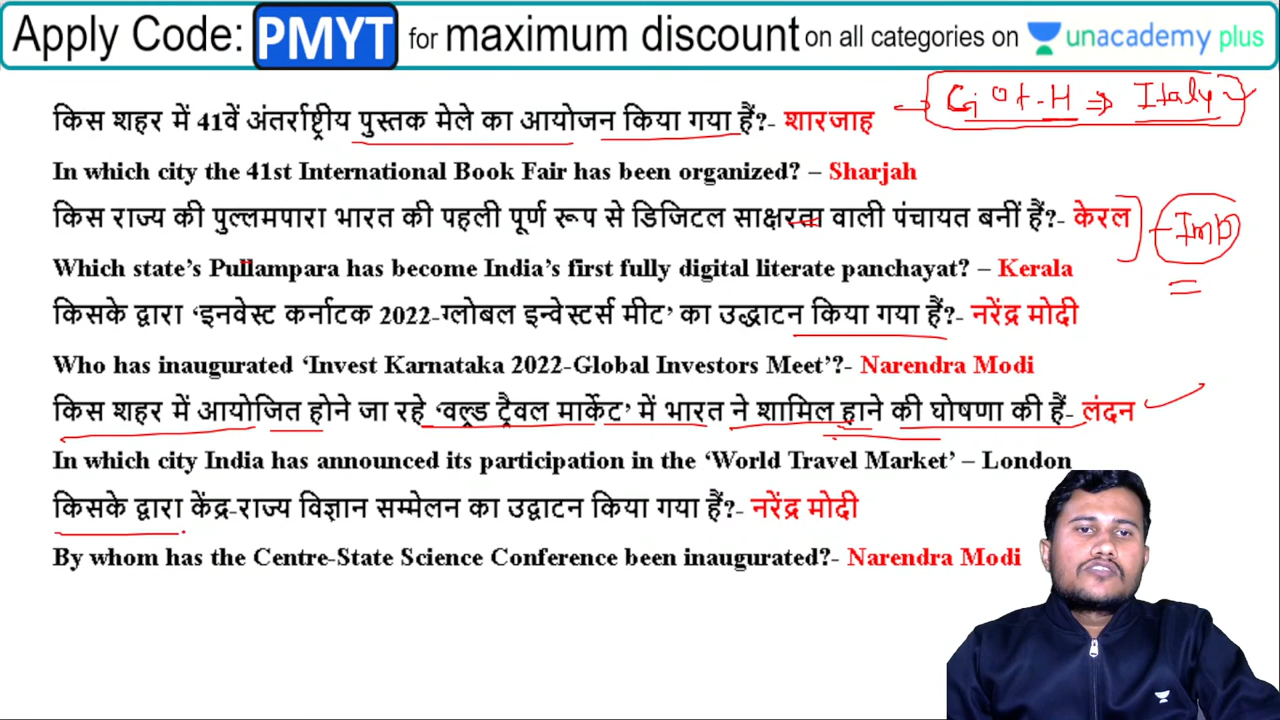 Apply Code: PMYT for maximum discount on all categories on unacademy plus
G of H ⇒ Italy
किस शहर में 41वें अंतर्राष्ट्रीय पुस्तक मेले का आयोजन किया गया हैं?- शारजाह
In which city the 41st International Book Fair has been organized? – Sharjah
किस राज्य की पुल्लमपारा भारत की पहली पूर्ण रूप से डिजिटल साक्षरता वाली पंचायत बनीं हैं?- केरल
Imp
Which state's Pullampara has become India's first fully digital literate panchayat? – Kerala
किसके द्वारा 'इनवेस्ट कर्नाटक 2022-ग्लोबल इन्वेस्टर्स मीट' का उद्घाटन किया गया हैं?- नरेंद्र मोदी
Who has inaugurated 'Invest Karnataka 2022-Global Investors Meet'?- Narendra Modi
किस शहर में आयोजित होने जा रहे 'वर्ल्ड ट्रैवल मार्केट' में भारत ने शामिल होने की घोषणा की हैं- लंदन
In which city India has announced its participation in the 'World Travel Market' – London
किसके द्वारा केंद्र-राज्य विज्ञान सम्मेलन का उद्घाटन किया गया हैं?- नरेंद्र मोदी
By whom has the Centre-State Science Conference been inaugurated?- Narendra Modi